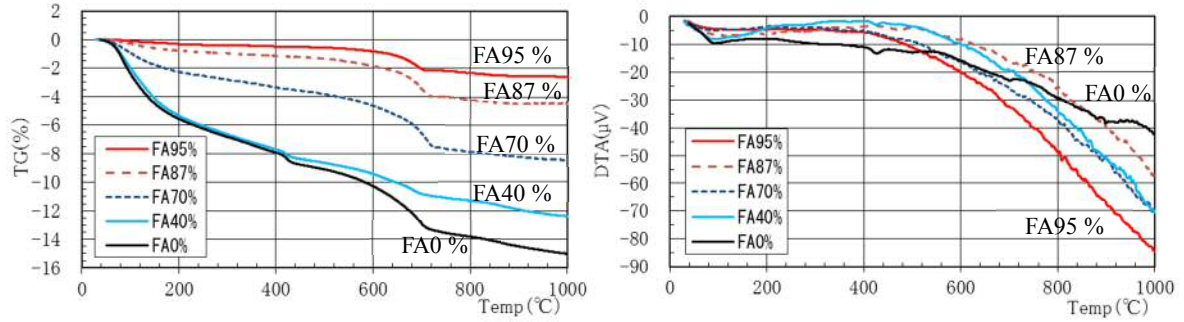 0
-2
-4
-6
-8
-10
-12
-14
-16
TG(%)
FA95 %
FA87 %
FA70 %
FA40 %
FA0 %
FA95%
FA87%
FA70%
FA40%
FA0%
0
200
400
600
800
1000
Temp(℃)
0
-10
-20
-30
-40
-50
-60
-70
-80
-90
DTA(μV)
FA87 %
FA0 %
FA95 %
FA95%
FA87%
FA70%
FA40%
FA0%
0
200
400
600
800
1000
Temp(℃)